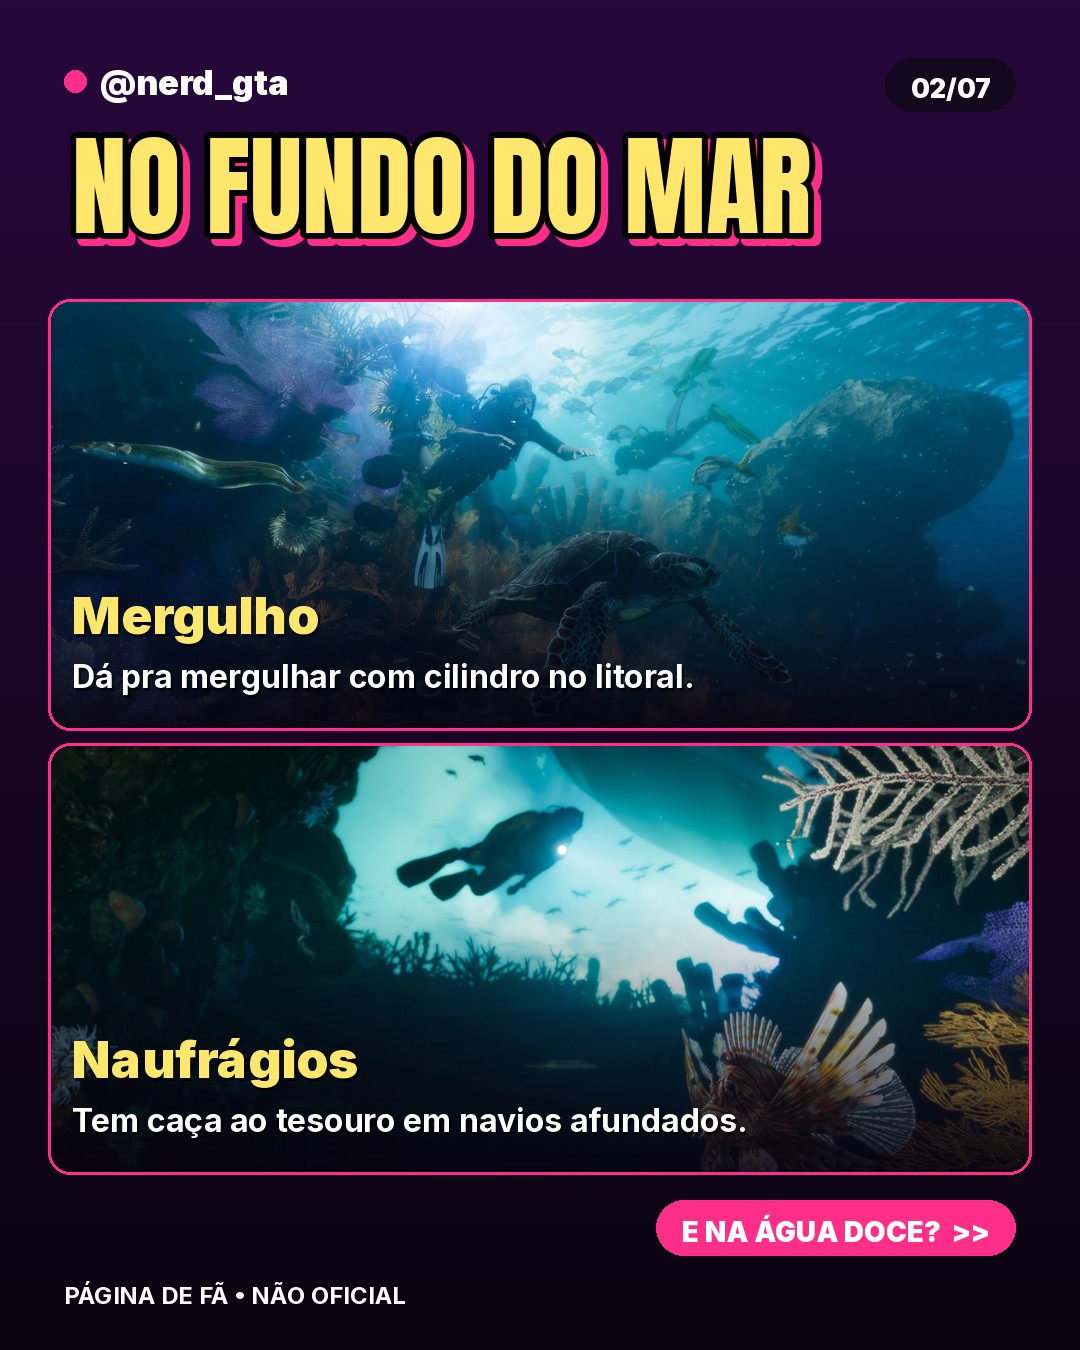 @nerd_gta
02/07
NO FUNDO DO MAR
Mergulho
Dá pra mergulhar com cilindro no litoral.
Naufrágios
Tem caça ao tesouro em navios afundados.
E NA ÁGUA DOCE? >>
PÁGINA DE FÃ • NÃO OFICIAL